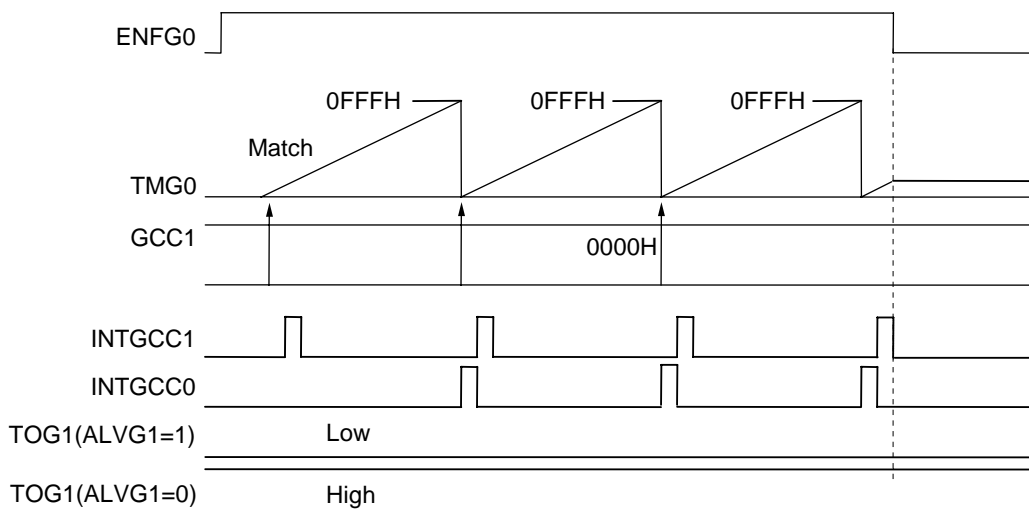 ENFG0
0FFFH 0FFFH 0FFFH
Match
TMG0
GCC1
0000H
INTGCC1
INTGCC0
TOG1(ALVG1=1) Low
TOG1(ALVG1=0) High